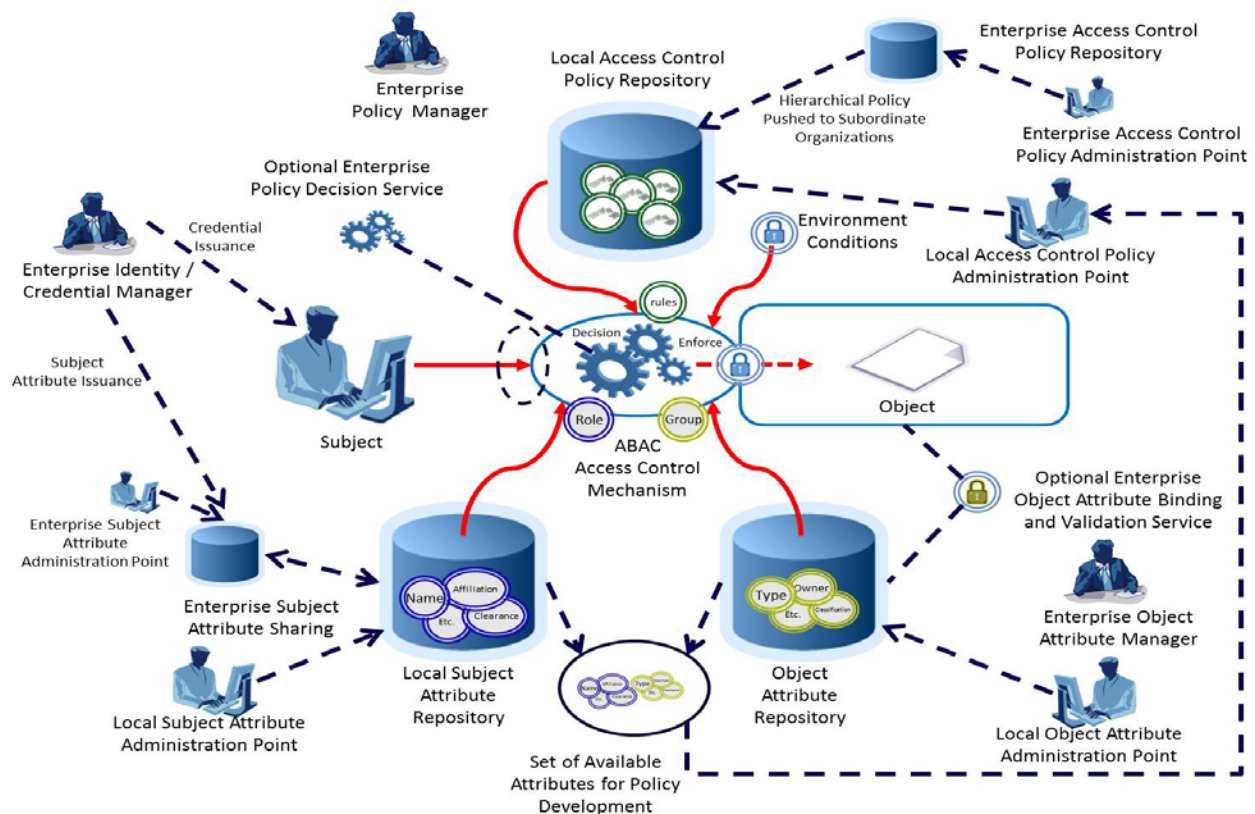 Enterprise
Policy Manager
Local Access Control
Policy Repository
Enterprise Access Control
Policy Repository
Hierarchical Policy
Pushed to Subordinate
Organizations
Enterprise Access Control
Policy Administration Point
Optional Enterprise
Policy Decision Service
Credential
Issuance
Enterprise Identity /
Credential Manager
Environment
Conditions
Local Access Control Policy
Administration Point
rules
Decision
Enforce
Subject
Attribute Issuance
Subject
Object
Role
Group
ABAC
Access Control
Mechanism
Optional Enterprise
Object Attribute Binding
and Validation Service
Enterprise Subject
Attribute
Administration Point
Enterprise Subject
Attribute Sharing
Name
Affiliation
Etc.
Clearance
Type
Owner
Etc.
Classification
Enterprise Object
Attribute Manager
Local Subject
Attribute
Repository
Object
Attribute
Repository
Local Subject Attribute
Administration Point
Name
Type
Local Object Attribute
Administration Point
Set of Available
Attributes for Policy
Development